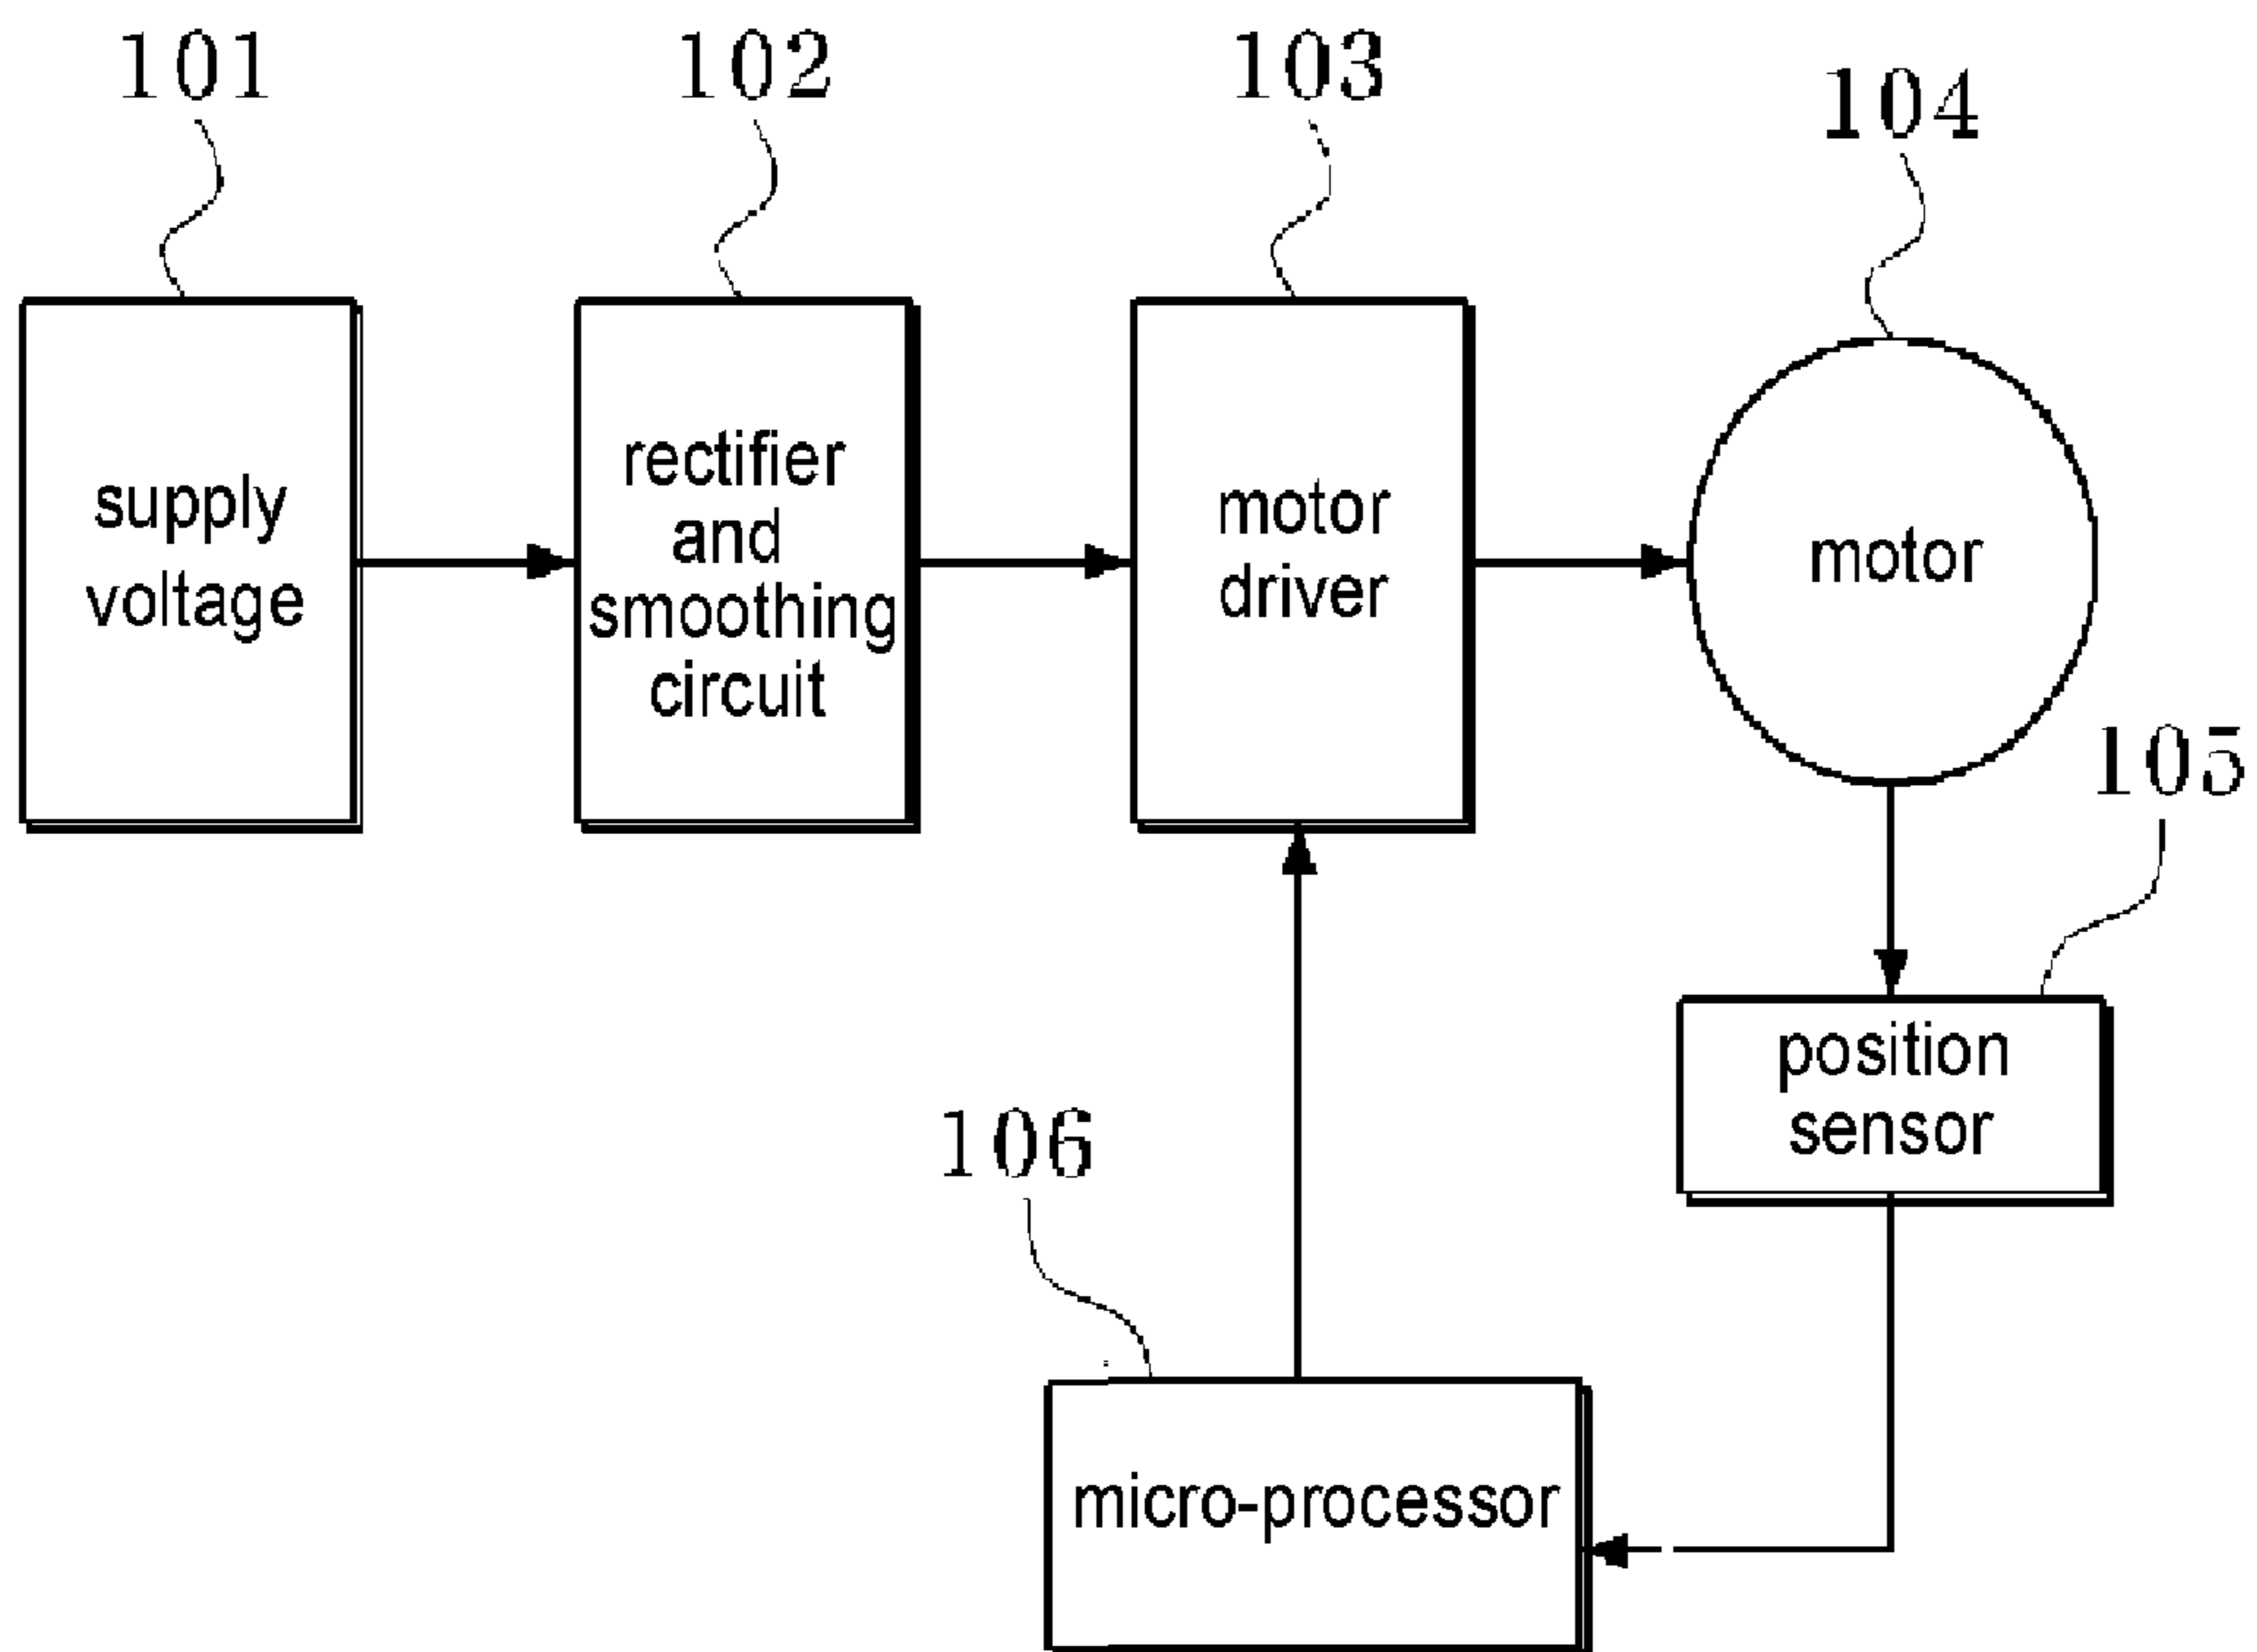 101
102
103
104
supply
voltage
rectifier
and
smoothing
circuit
motor
driver
motor
105
position
sensor
106
micro-processor